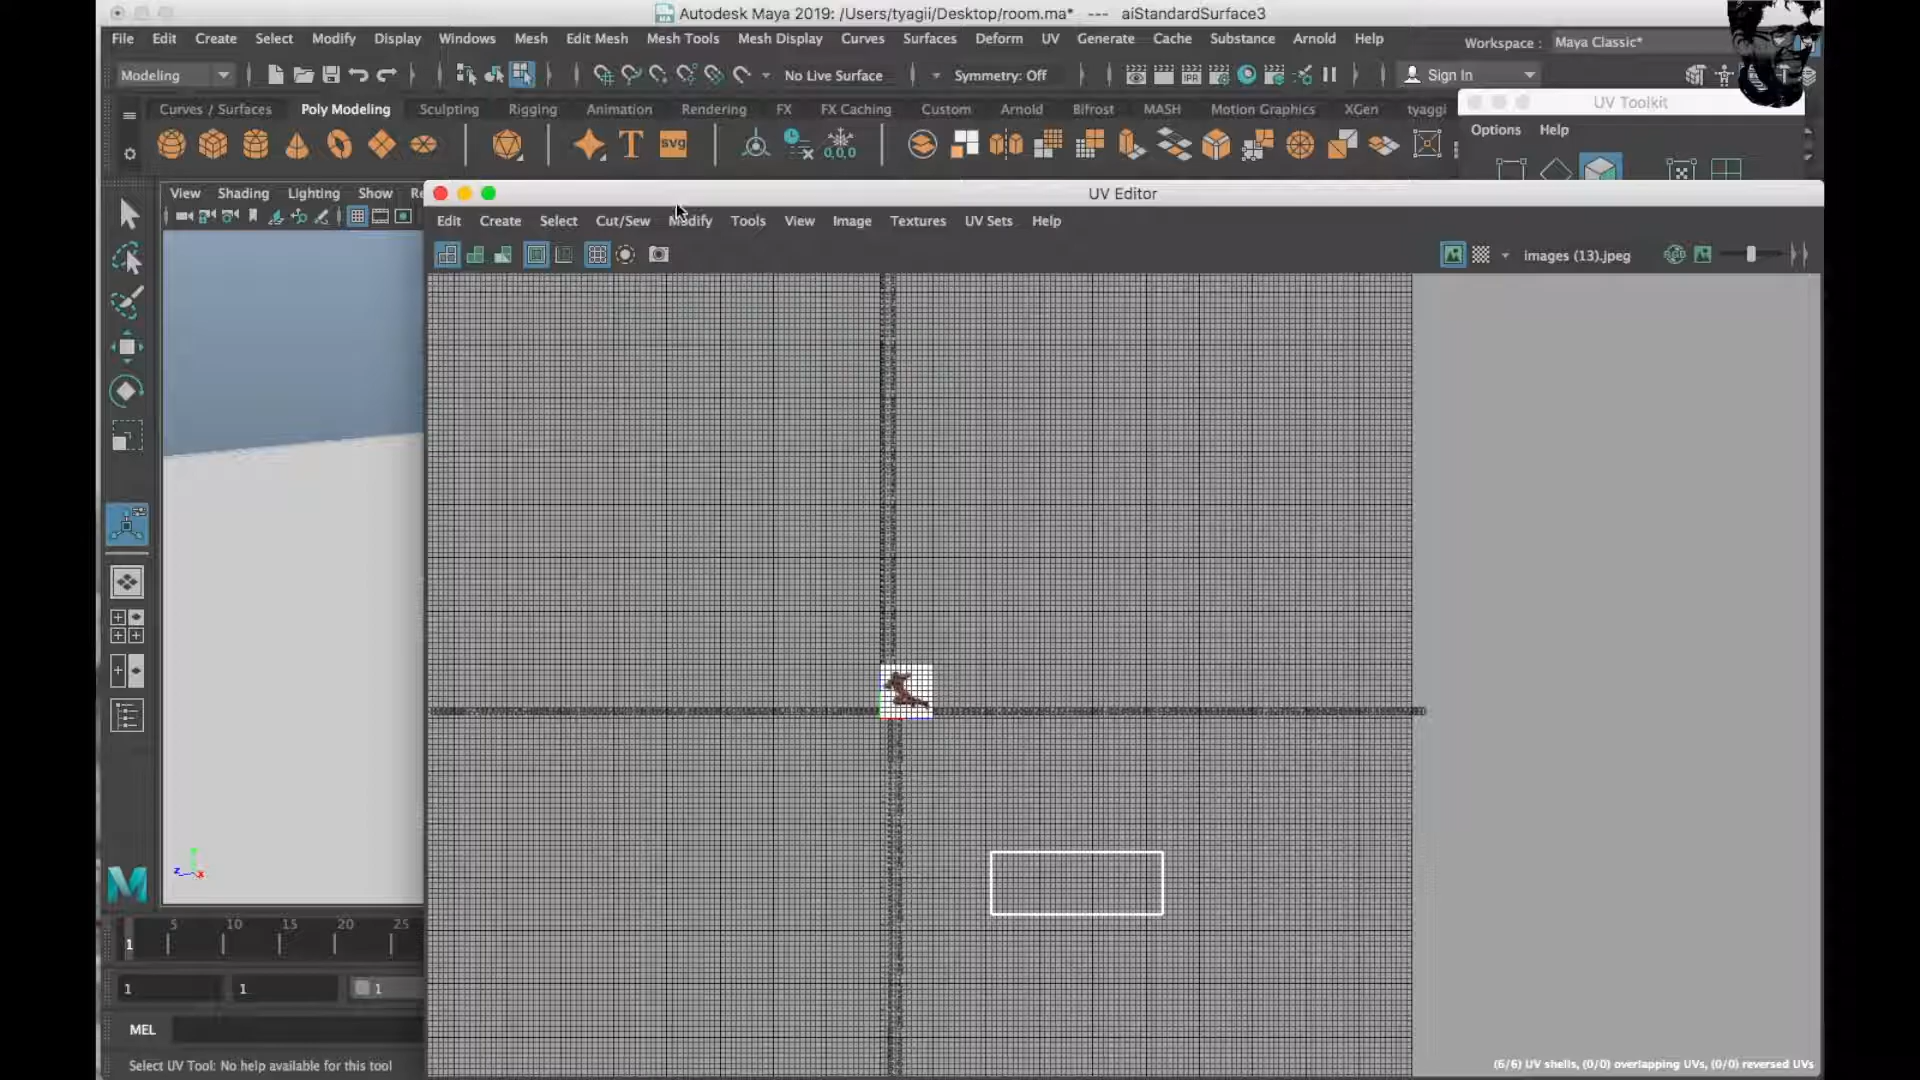 Autodesk Maya 2019: /Users/tyagii/Desktop/room.ma* --- aiStandardSurface3
File Edit Create Select Modify Display Windows Mesh Edit Mesh Mesh Tools Mesh Display Curves Surfaces Deform UV Generate Cache Substance Arnold Help
Workspace : Maya Classic*
Modeling No Live Surface Symmetry: Off Sign In
Curves / Surfaces Poly Modeling Sculpting Rigging Animation Rendering FX FX Caching Custom Arnold Bifrost MASH Motion Graphics XGen tyaggi
UV Toolkit
Options Help
T svg 0,0,0
View Shading Lighting Show Re
UV Editor
Edit Create Select Cut/Sew Modify Tools View Image Textures UV Sets Help
IPR
images (13).jpeg
RGB
z x
5 10 15 20 25
1
1 1 1
MEL
Select UV Tool: No help available for this tool
(6/6) UV shells, (0/0) overlapping UVs, (0/0) reversed UVs